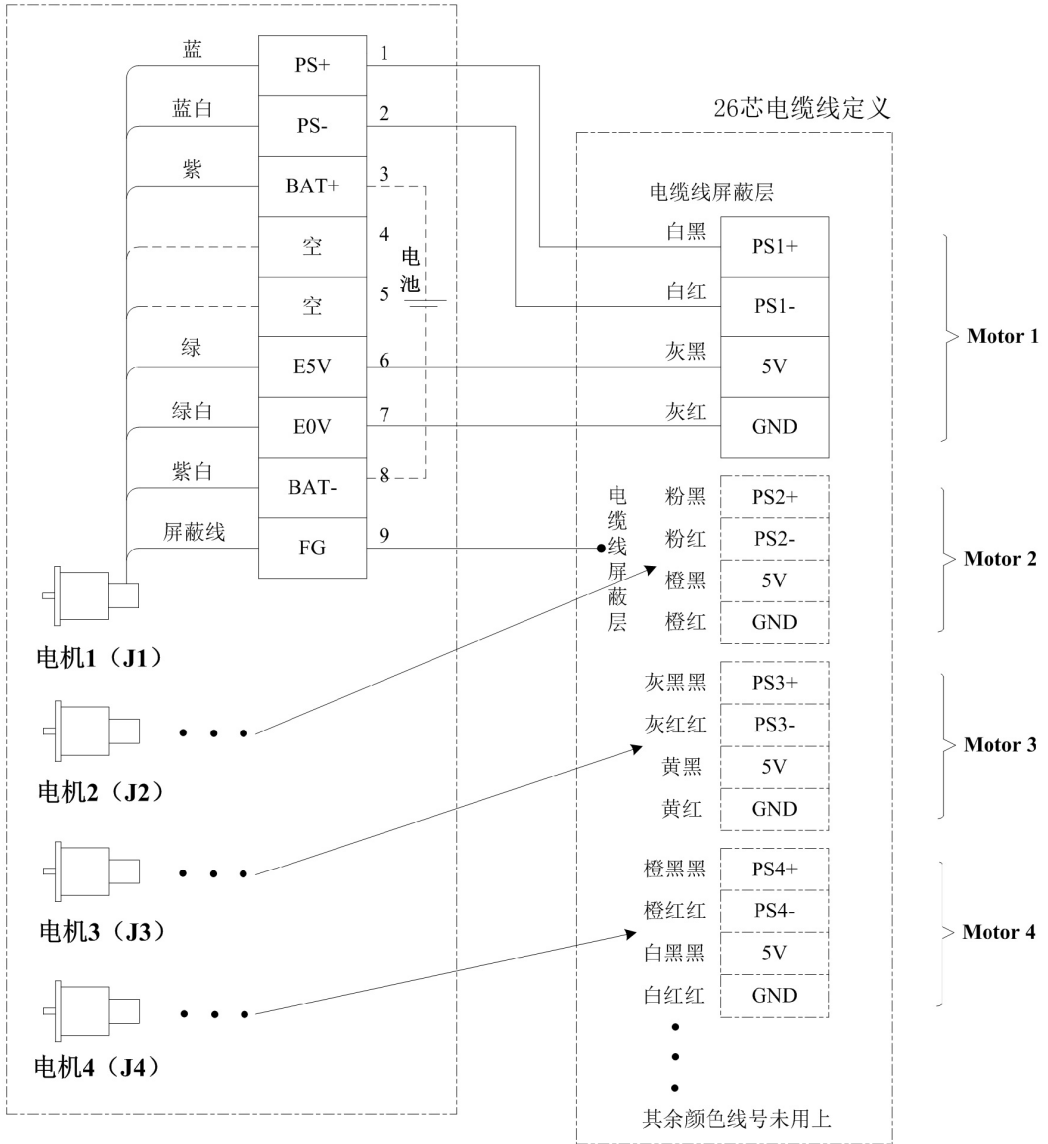 蓝
PS+
1
蓝白
PS-
2
紫
BAT+
3
空
4
空
5
电池
绿
E5V
6
绿白
E0V
7
紫白
BAT-
8
屏蔽线
FG
9
电机1（J1）
电机2（J2）
电机3（J3）
电机4（J4）
26芯电缆线定义
电缆线屏蔽层
白黑
PS1+
白红
PS1-
灰黑
5V
灰红
GND
Motor 1
电缆线屏蔽层
粉黑
PS2+
粉红
PS2-
橙黑
5V
橙红
GND
Motor 2
灰黑黑
PS3+
灰红红
PS3-
黄黑
5V
黄红
GND
Motor 3
橙黑黑
PS4+
橙红红
PS4-
白黑黑
5V
白红红
GND
Motor 4
其余颜色线号未用上